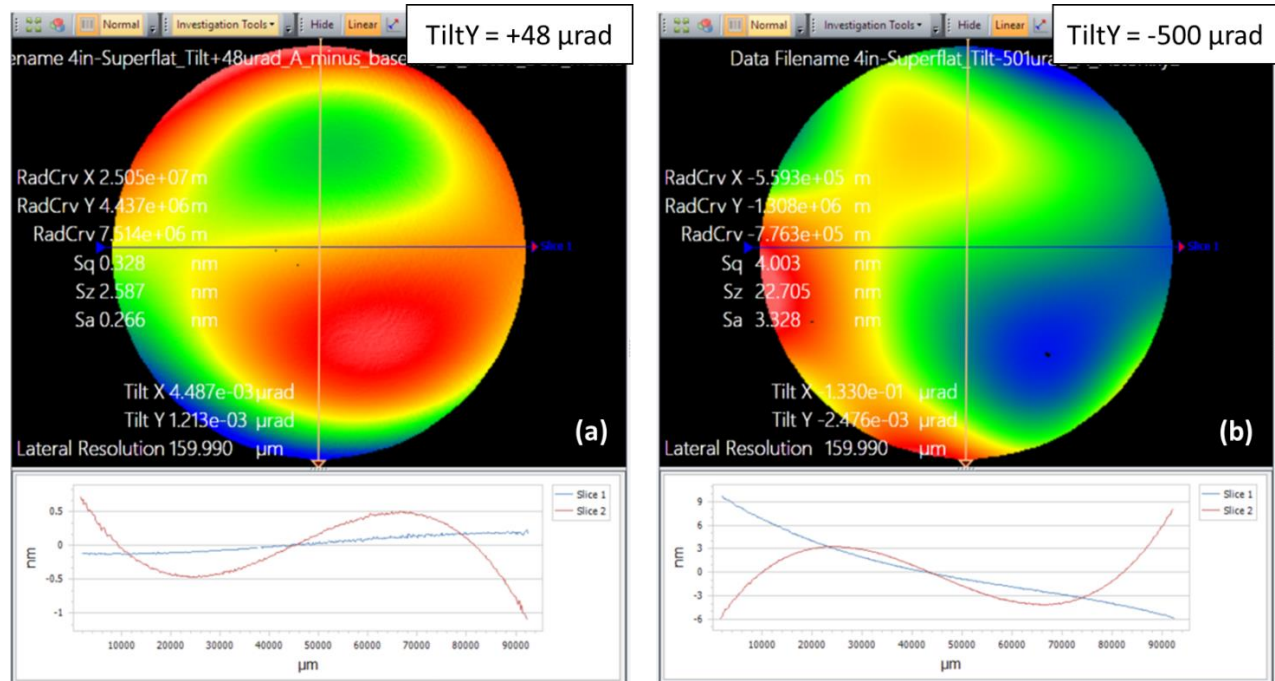 Normal Investigation Tools Hide Linear
TiltY = +48 μrad
ename 4in-Superflat_Tilt+48urad_A_minus_base
RadCrv X 2.505e+07 m
RadCrv Y 4.437e+06 m
RadCrv 7.514e+06 m
Slice 1
Sq 0.328 nm
Sz 2.587 nm
Sa 0.266 nm
Tilt X 4.487e-03 μrad
Tilt Y 1.213e-03 μrad
Lateral Resolution 159.990 μm
(a)
0.5
0
-0.5
-1
nm
10000 20000 30000 40000 50000 60000 70000 80000 90000
μm
Slice 1
Slice 2
Normal Investigation Tools Hide Linear
TiltY = -500 μrad
Data Filename 4in-Superflat_Tilt-501urad
RadCrv X -5.593e+05 m
RadCrv Y -1.308e+06 m
RadCrv -7.763e+05 m
Slice 1
Sq 4.003 nm
Sz 22.705 nm
Sa 3.328 nm
Tilt X -1.330e-01 μrad
Tilt Y -2.476e-03 μrad
Lateral Resolution 159.990 μm
(b)
9
6
3
0
-3
-6
nm
10000 20000 30000 40000 50000 60000 70000 80000 90000
μm
Slice 1
Slice 2